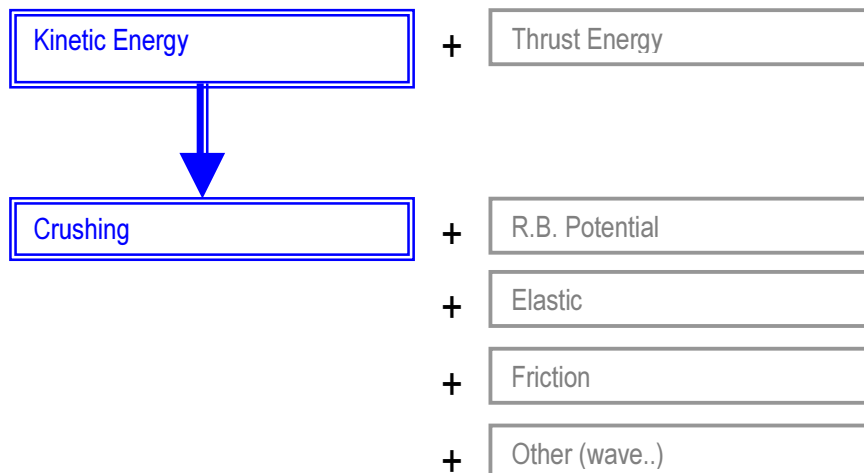 Kinetic Energy + Thrust Energy
Crushing + R.B. Potential
+ Elastic
+ Friction
+ Other (wave..)